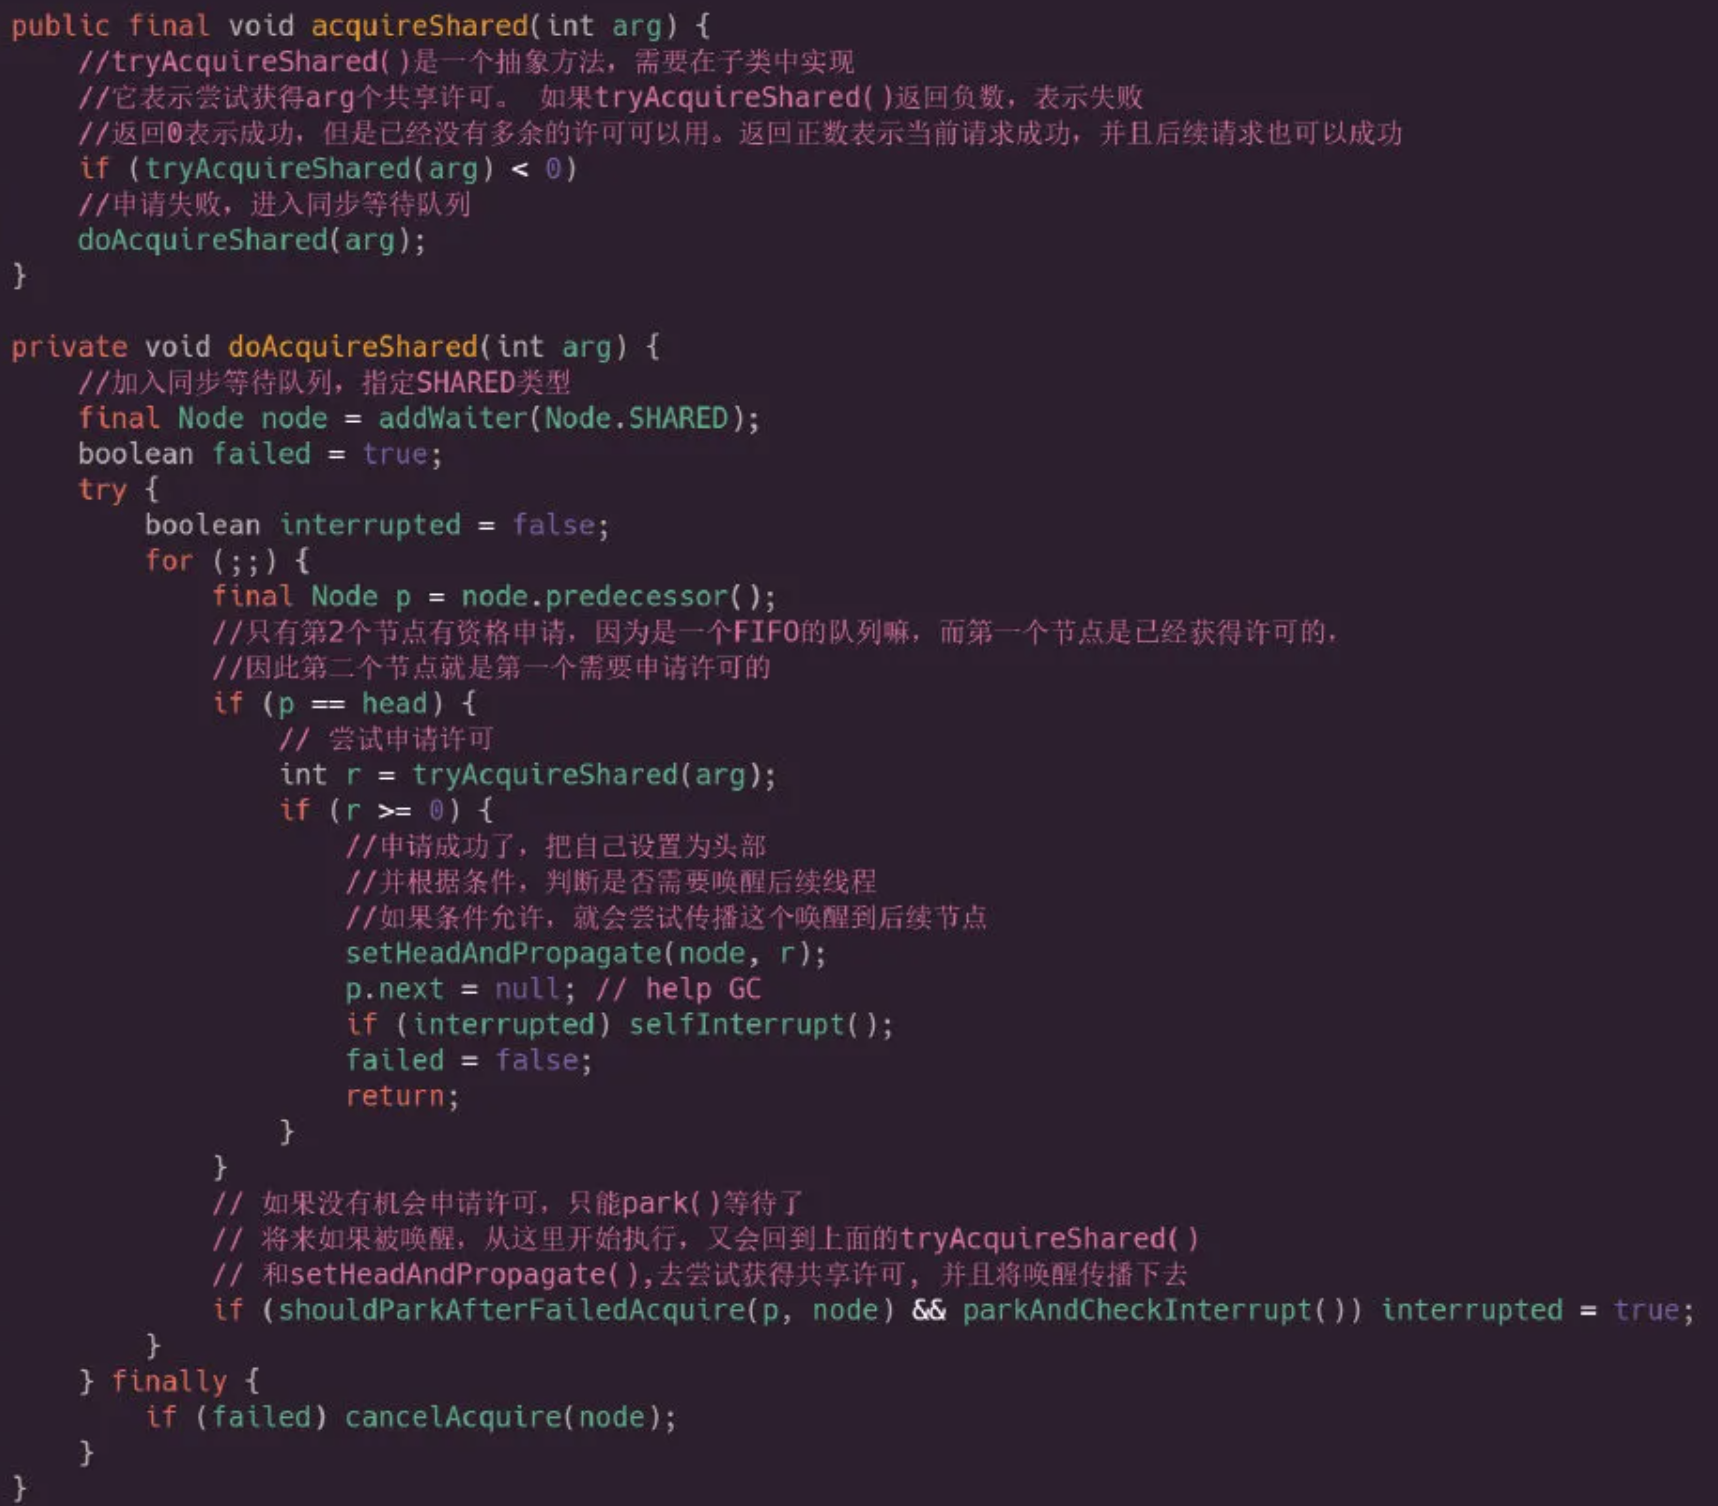 public final void acquireShared(int arg) {
    //tryAcquireShared()是一个抽象方法，需要在子类中实现
    //它表示尝试获得arg个共享许可。 如果tryAcquireShared()返回负数，表示失败
    //返回0表示成功，但是已经没有多余的许可可以用。返回正数表示当前请求成功，并且后续请求也可以成功
    if (tryAcquireShared(arg) < 0)
    //申请失败，进入同步等待队列
    doAcquireShared(arg);
}

private void doAcquireShared(int arg) {
    //加入同步等待队列，指定SHARED类型
    final Node node = addWaiter(Node.SHARED);
    boolean failed = true;
    try {
        boolean interrupted = false;
        for (;;) {
            final Node p = node.predecessor();
            //只有第2个节点有资格申请，因为是一个FIFO的队列嘛，而第一个节点是已经获得许可的，
            //因此第二个节点就是第一个需要申请许可的
            if (p == head) {
                // 尝试申请许可
                int r = tryAcquireShared(arg);
                if (r >= 0) {
                    //申请成功了，把自己设置为头部
                    //并根据条件，判断是否需要唤醒后续线程
                    //如果条件允许，就会尝试传播这个唤醒到后续节点
                    setHeadAndPropagate(node, r);
                    p.next = null; // help GC
                    if (interrupted) selfInterrupt();
                    failed = false;
                    return;
                }
            }
            // 如果没有机会申请许可，只能park()等待了
            // 将来如果被唤醒，从这里开始执行，又会回到上面的tryAcquireShared()
            // 和setHeadAndPropagate(),去尝试获得共享许可, 并且将唤醒传播下去
            if (shouldParkAfterFailedAcquire(p, node) && parkAndCheckInterrupt()) interrupted = true;
        }
    } finally {
        if (failed) cancelAcquire(node);
    }
}